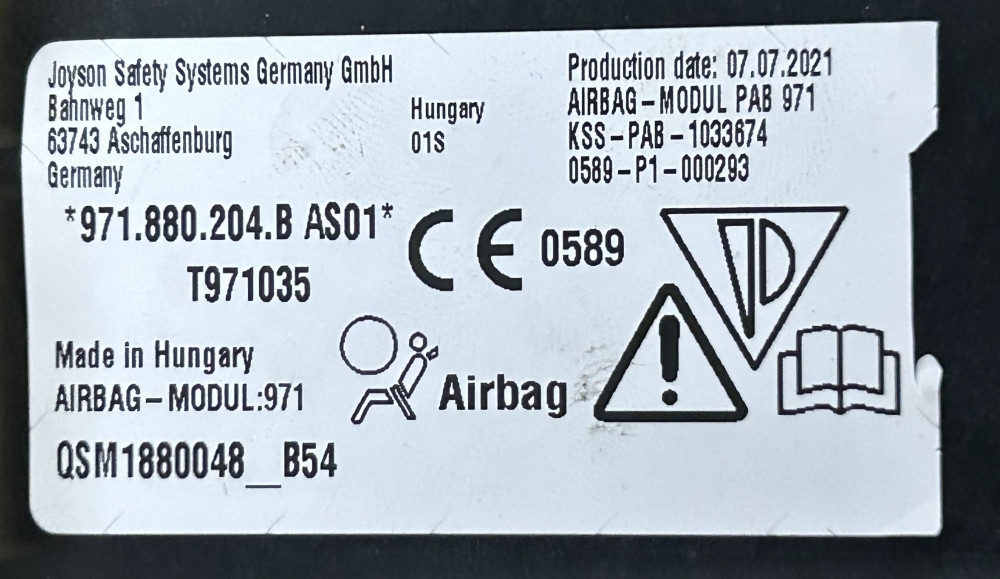 Joyson Safety Systems Germany GmbH
Bahnweg 1
63743 Aschaffenburg
Germany
Hungary
01S
Production date: 07.07.2021
AIRBAG-MODUL PAB 971
KSS-PAB-1033674
0589-P1-000293
*971.880.204.B AS01*
T971035
CE 0589
Made in Hungary
AIRBAG-MODUL:971
Airbag
QSM1880048__B54